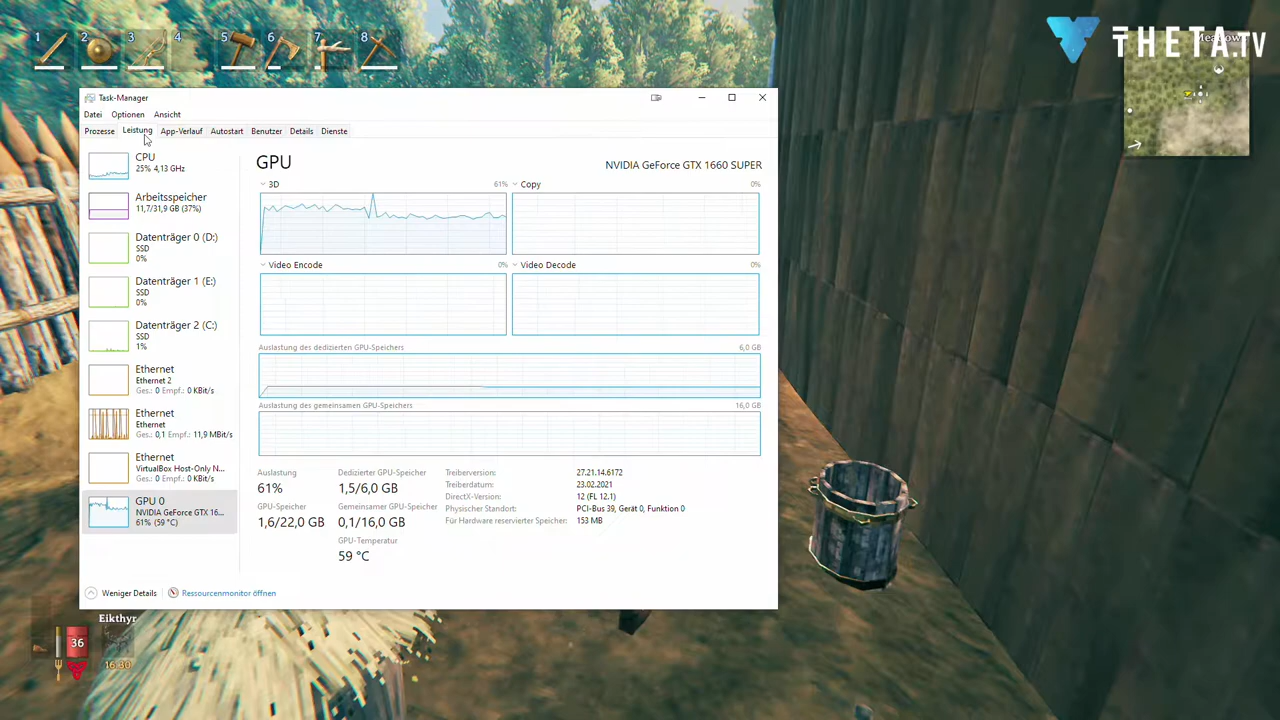 1 2 3 4 5 6 7 8
THETA.TV
Task-Manager
Datei Optionen Ansicht
Prozesse Leistung App-Verlauf Autostart Benutzer Details Dienste
CPU
25% 4,13 GHz
Arbeitsspeicher
11,7/31,9 GB (37%)
Datenträger 0 (D:)
SSD
0%
Datenträger 1 (E:)
SSD
0%
Datenträger 2 (C:)
SSD
1%
Ethernet
Ethernet 2
Ges.: 0 Empf.: 0 KBit/s
Ethernet
Ethernet
Ges.: 0,1 Empf.: 11,9 MBit/s
Ethernet
VirtualBox Host-Only N...
Ges.: 0 Empf.: 0 KBit/s
GPU 0
NVIDIA GeForce GTX 16...
61% (59 °C)
GPU NVIDIA GeForce GTX 1660 SUPER
3D 61% Copy 0%
Video Encode 0% Video Decode 0%
Auslastung des dedizierten GPU-Speichers 6,0 GB
Auslastung des gemeinsamen GPU-Speichers 16,0 GB
Auslastung
61%
Dedizierter GPU-Speicher
1,5/6,0 GB
GPU-Speicher
1,6/22,0 GB
Gemeinsamer GPU-Speicher
0,1/16,0 GB
GPU-Temperatur
59 °C
Treiberversion: 27.21.14.6172
Treiberdatum: 23.02.2021
DirectX-Version: 12 (FL 12.1)
Physischer Standort: PCI-Bus 39, Gerät 0, Funktion 0
Für Hardware reservierter Speicher: 153 MB
Weniger Details Ressourcenmonitor öffnen
Eikthyr
36
16:30